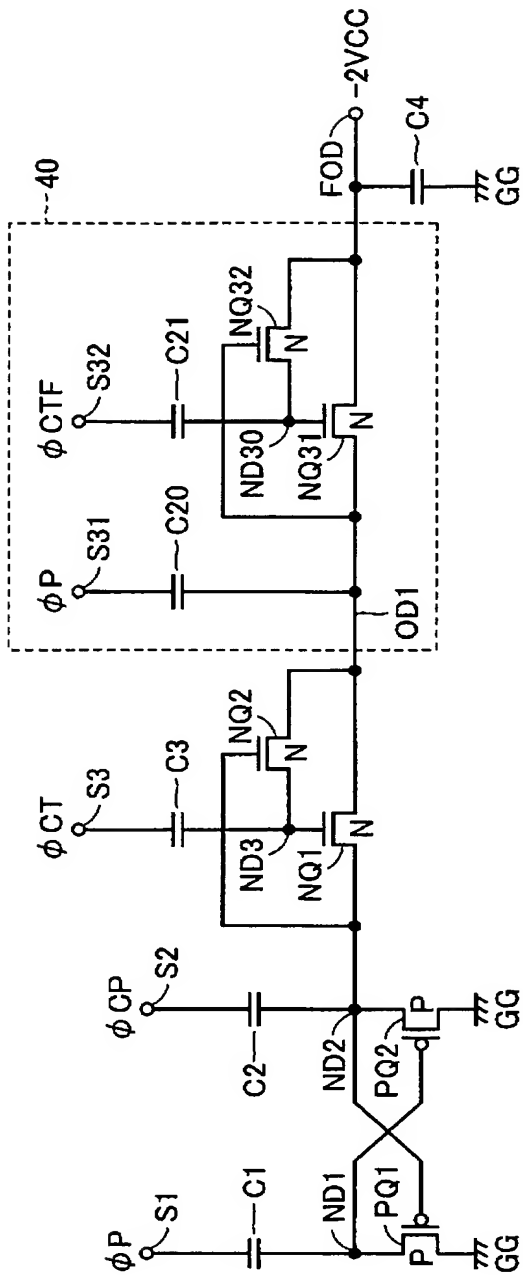 φP
S1
C1
ND1
PQ1
P
GG
φCP
S2
C2
ND2
PQ2
P
GG
φCT
S3
C3
ND3
NQ1
N
NQ2
N
OD1
40
φP
S31
C20
φCTF
S32
C21
ND30
NQ31
N
NQ32
N
FOD
-2VCC
C4
GG